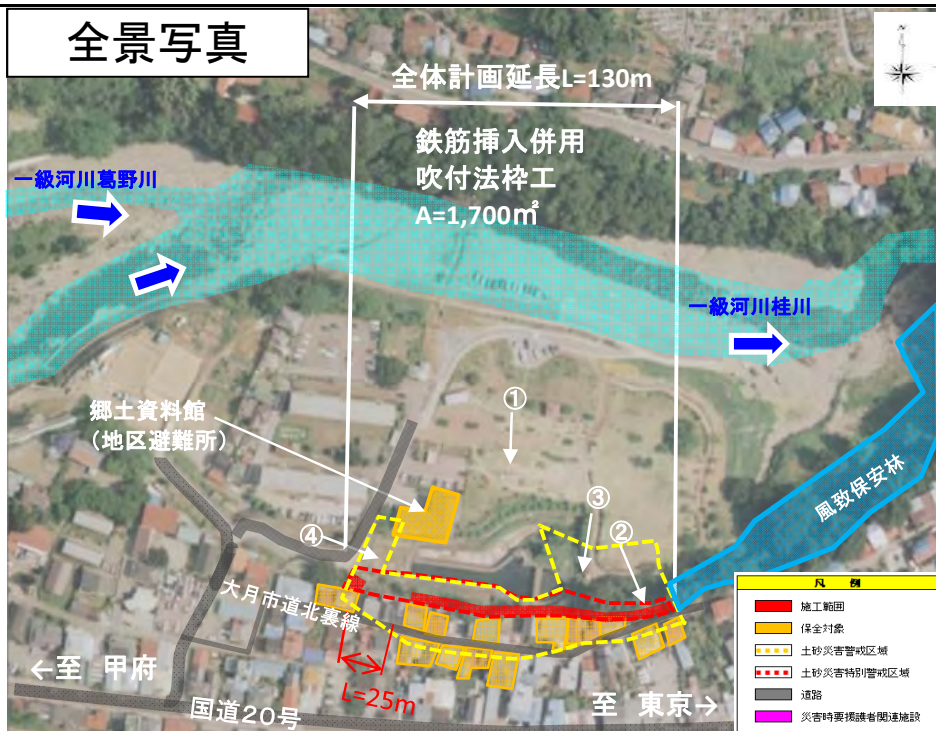 全景写真
N
全体計画延長L=130m
鉄筋挿入併用
吹付法枠工
A=1,700㎡
一級河川葛野川
一級河川桂川
①
郷土資料館
(地区避難所)
③
②
④
風致保安林
大月市道北裏線
L=25m
←至 甲府
国道20号
至 東京→
凡 例
施工範囲
保全対象
土砂災害警戒区域
土砂災害特別警戒区域
道路
災害時要援護者関連施設